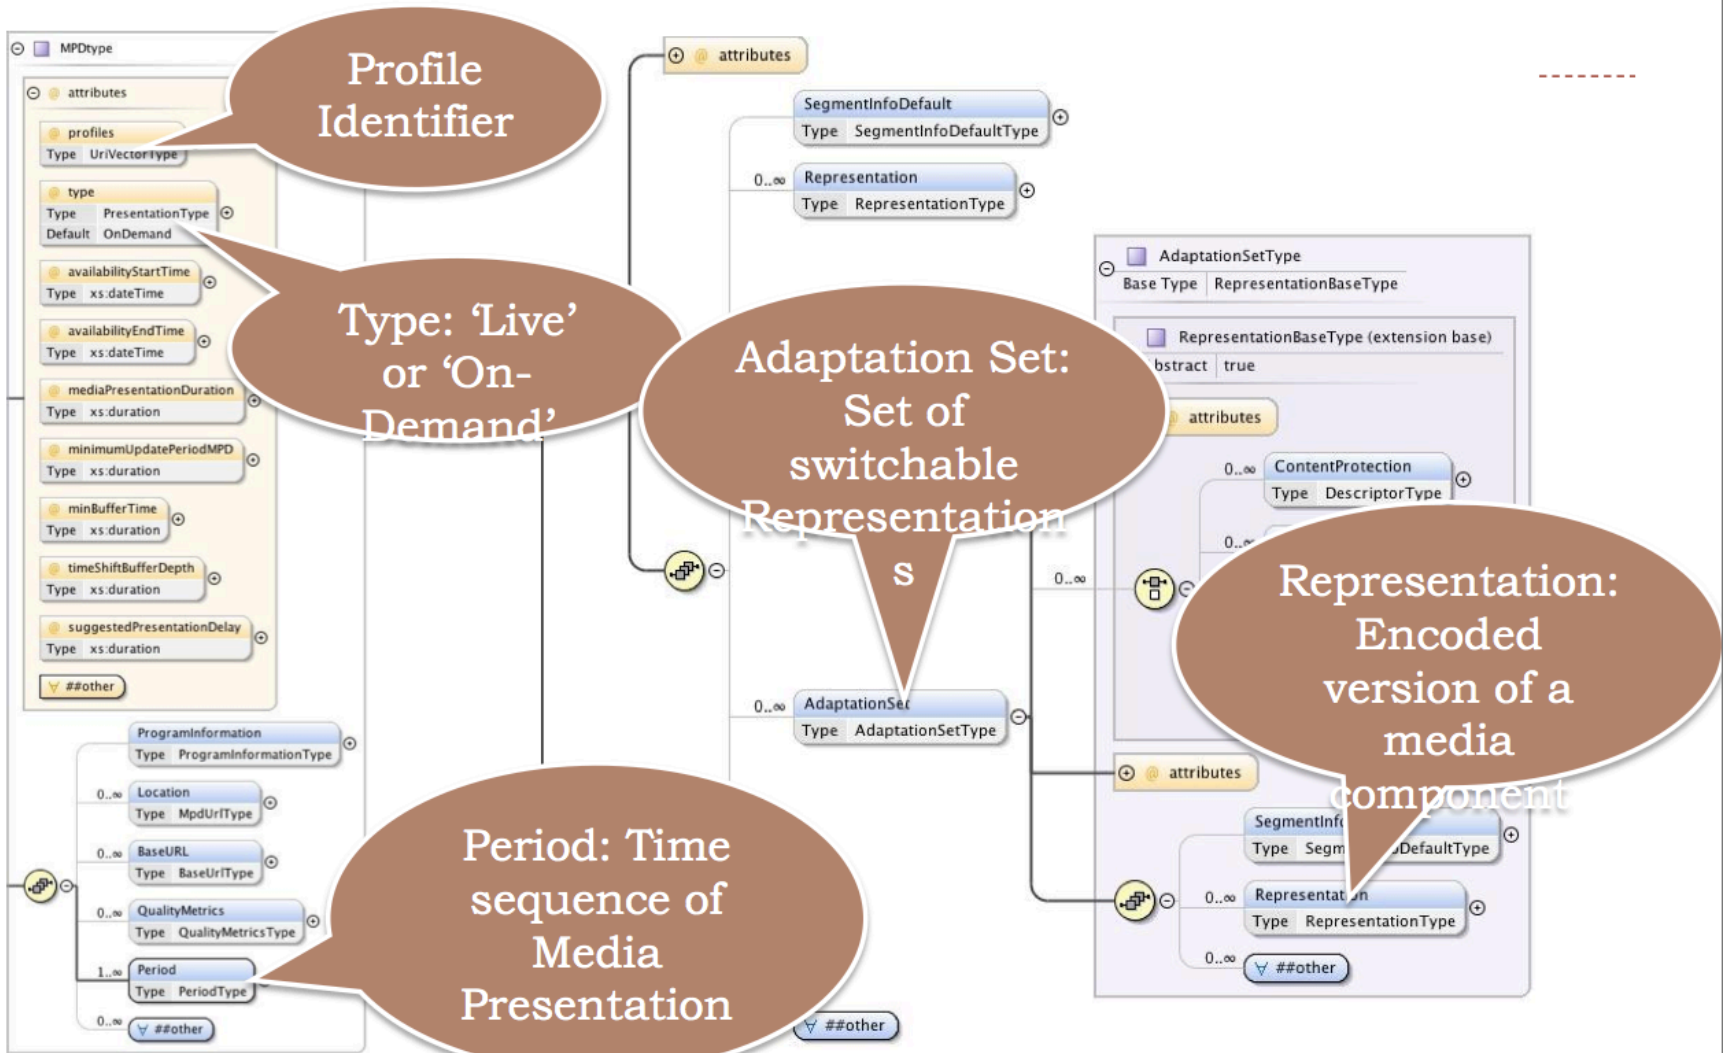 MPDtype
@ attributes
@ profiles
Type UriVectorType
@ type
Type PresentationType
Default OnDemand
@ availabilityStartTime
Type xs:dateTime
@ availabilityEndTime
Type xs:dateTime
@ mediaPresentationDuration
Type xs:duration
@ minimumUpdatePeriodMPD
Type xs:duration
@ minBufferTime
Type xs:duration
@ timeShiftBufferDepth
Type xs:duration
@ suggestedPresentationDelay
Type xs:duration
∀ ##other
ProgramInformation
Type ProgramInformationType
0..∞ Location
Type MpdUrlType
0..∞ BaseURL
Type BaseUrlType
0..∞ QualityMetrics
Type QualityMetricsType
1..∞ Period
Type PeriodType
0..∞ ∀ ##other
Profile
Identifier
Type: ‘Live’
or ‘On-
Demand’
Period: Time
sequence of
Media
Presentation
@ attributes
SegmentInfoDefault
Type SegmentInfoDefaultType
0..∞ Representation
Type RepresentationType
Adaptation Set:
Set of
switchable
Representation
s
0..∞ AdaptationSet
Type AdaptationSetType
∀ ##other
AdaptationSetType
Base Type RepresentationBaseType
RepresentationBaseType (extension base)
bstract true
attributes
0..∞ ContentProtection
Type DescriptorType
0..∞
0..∞
Representation:
Encoded
version of a
media
component
@ attributes
SegmentInf
Type Segm oDefaultType
0..∞ Representation
Type RepresentationType
0..∞ ∀ ##other